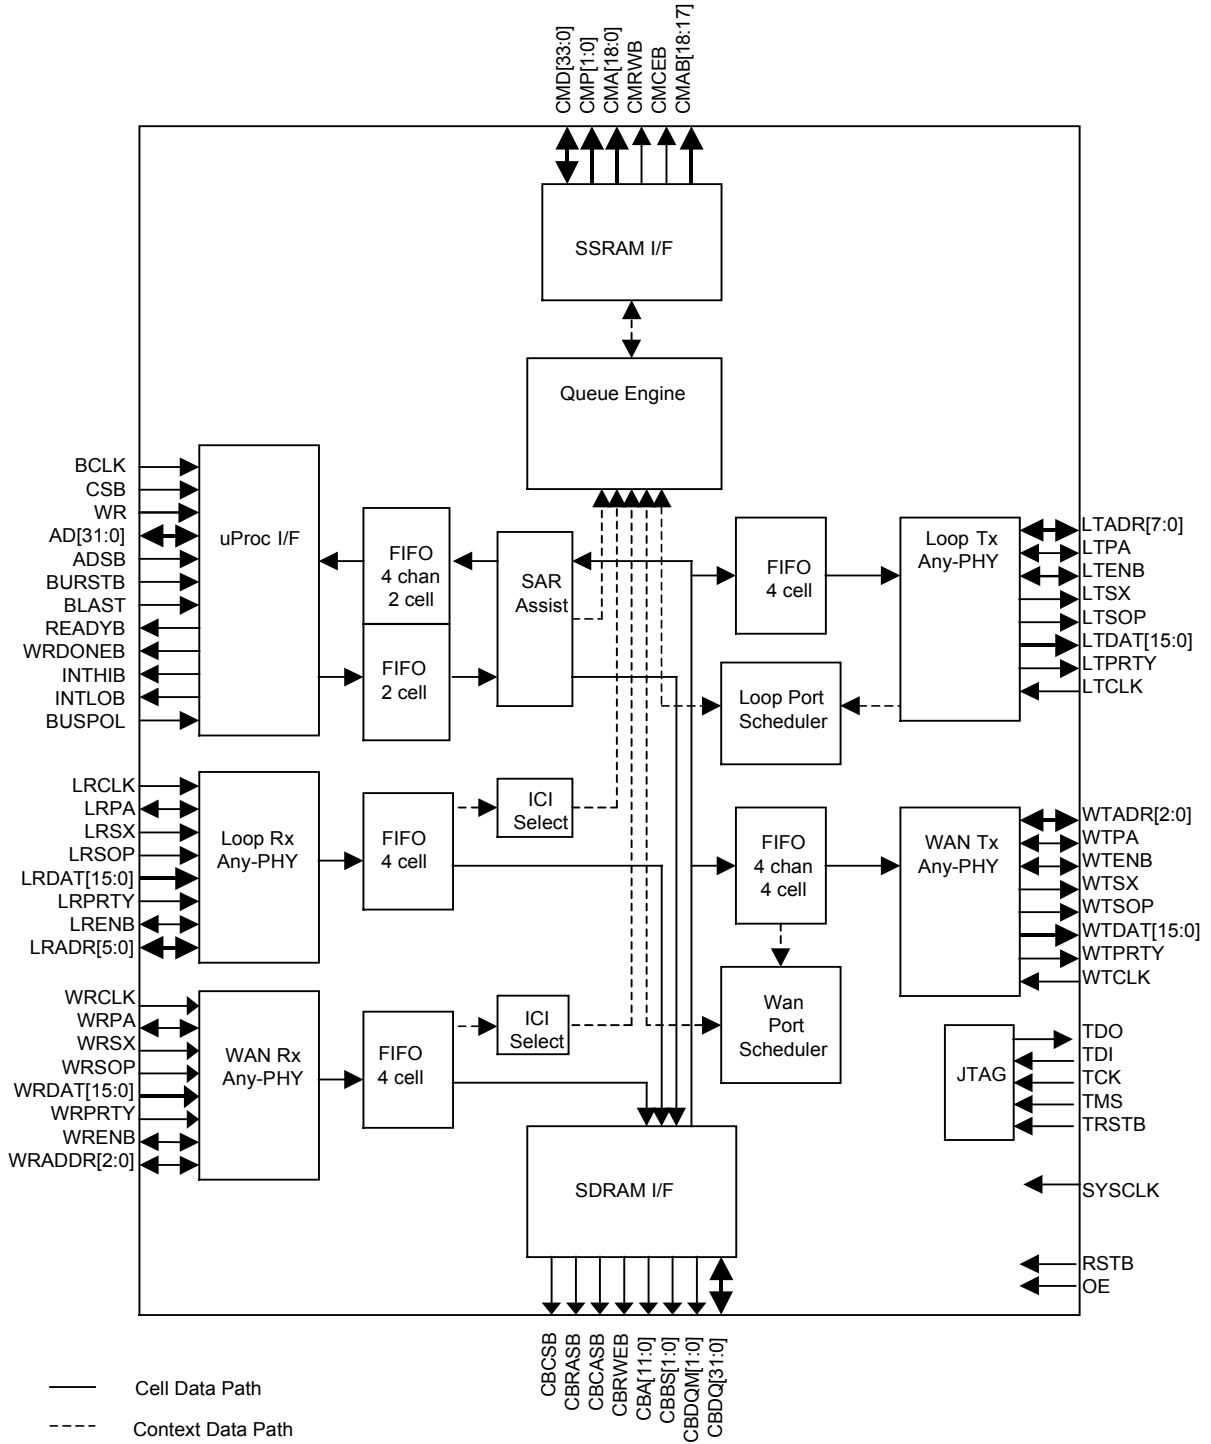 CMD[33:0]
CMP[1:0]
CMA[18:0]
CMRWB
CMCEB
CMAB[18:17]
SSRAM I/F
Queue Engine
BCLK
CSB
WR
AD[31:0]
ADSB
BURSTB
BLAST
READYB
WRDONEB
INTHIB
INTLOB
BUSPOL
uProc I/F
FIFO
4 chan
2 cell
FIFO
2 cell
SAR
Assist
FIFO
4 cell
Loop Tx
Any-PHY
LTADR[7:0]
LTPA
LTENB
LTSX
LTSOP
LTDAT[15:0]
LTPRTY
LTCLK
Loop Port
Scheduler
LRCLK
LRPA
LRSX
LRSOP
LRDAT[15:0]
LRPRTY
LRENB
LRADR[5:0]
Loop Rx
Any-PHY
FIFO
4 cell
ICI
Select
FIFO
4 chan
4 cell
WAN Tx
Any-PHY
WTADR[2:0]
WTPA
WTENB
WTSX
WTSOP
WTDAT[15:0]
WTPRTY
WTCLK
WRCLK
WRPA
WRSX
WRSOP
WRDAT[15:0]
WRPRTY
WRENB
WRADDR[2:0]
WAN Rx
Any-PHY
FIFO
4 cell
ICI
Select
Wan
Port
Scheduler
JTAG
TDO
TDI
TCK
TMS
TRSTB
SDRAM I/F
SYSCLK
RSTB
OE
CBCSB
CBRASB
CBCASB
CBRWEB
CBA[11:0]
CBBS[1:0]
CBDQM[1:0]
CBDQ[31:0]
Cell Data Path
Context Data Path